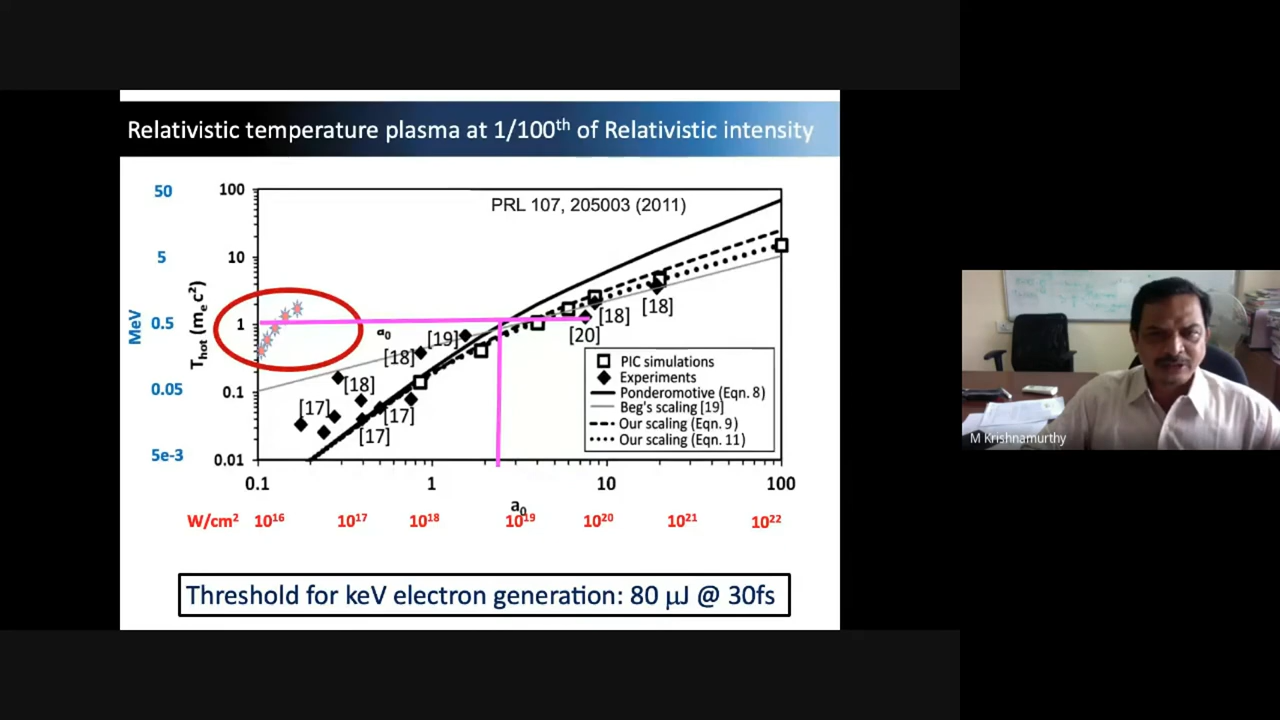 Relativistic temperature plasma at 1/100th of Relativistic intensity
PRL 107, 205003 (2011)
MeV
50
5
0.5
0.05
5e-3
T_hot (m_e c²)
100
10
1
0.1
0.01
a₀
[17]
[18]
[18]
[19]
[17]
[17]
[20]
[18]
[18]
PIC simulations
Experiments
Ponderomotive (Eqn. 8)
Beg's scaling [19]
Our scaling (Eqn. 9)
Our scaling (Eqn. 11)
0.1 1 10 100
a₀
W/cm² 10¹⁶ 10¹⁷ 10¹⁸ 10¹⁹ 10²⁰ 10²¹ 10²²
Threshold for keV electron generation: 80 μJ @ 30fs
M Krishnamurthy